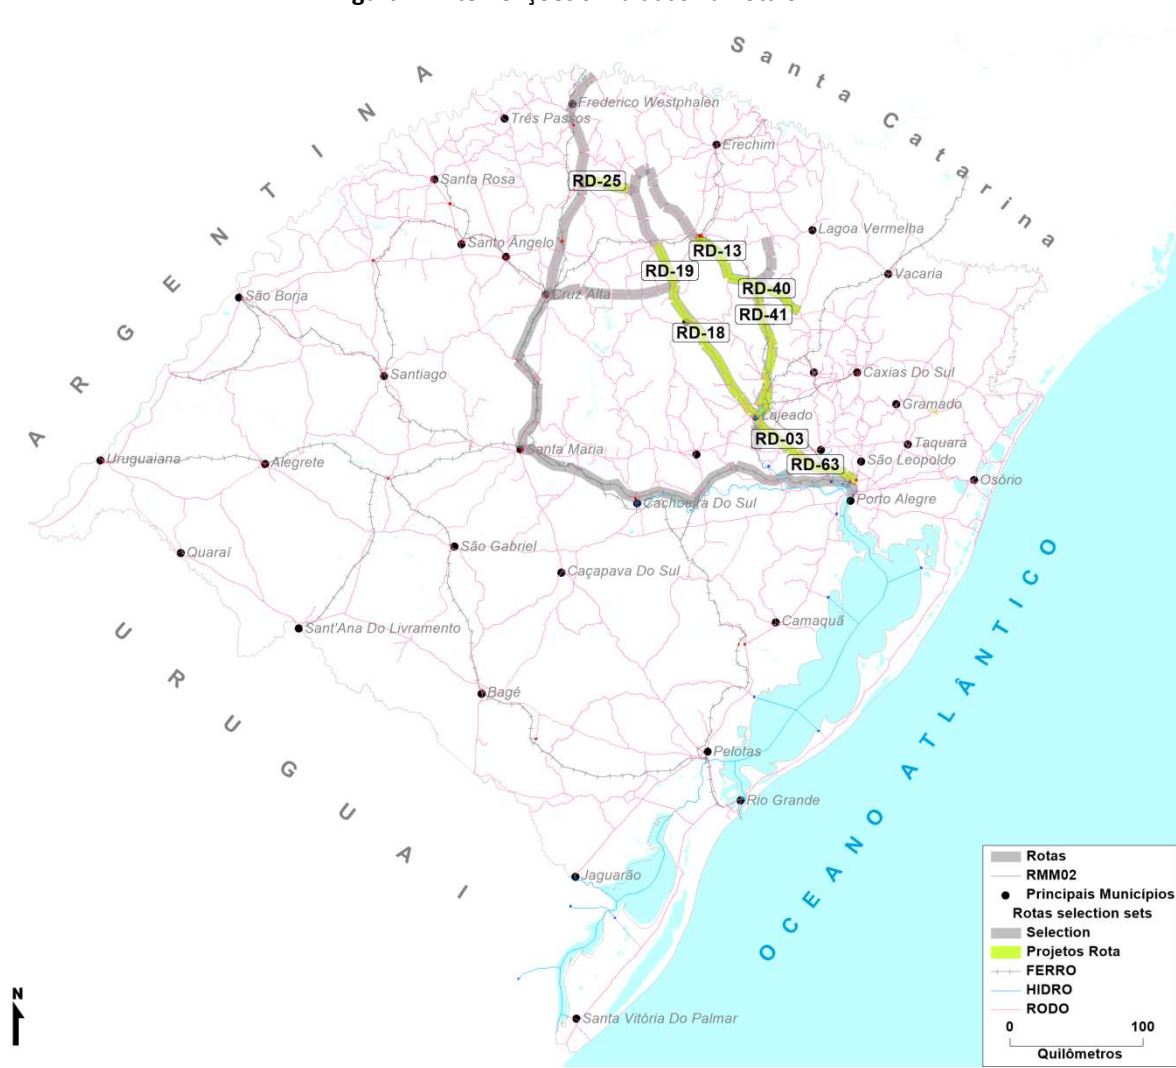 Santa Catarina
ARGENTINA
Frederico Westphalen
Três Passos
Erechim
Santa Rosa
RD-25
Lagoa Vermelha
Santo Ângelo
RD-13
RD-19
Vacaria
RD-40
São Borja
Cruz Alta
RD-41
RD-18
Santiago
Caxias Do Sul
Gramado
Lajeado
RD-03
Taquara
Santa Maria
Uruguaiana
Alegrete
RD-63
São Leopoldo
Osório
Porto Alegre
Cachoeira Do Sul
São Gabriel
Quaraí
Caçapava Do Sul
Camaquã
Sant'Ana Do Livramento
URUGUAI
OCEANO ATLÂNTICO
Bagé
Pelotas
Rio Grande
Jaguarão
Santa Vitória Do Palmar
N
Rotas
RMM02
Principais Municípios
Rotas selection sets
Selection
Projetos Rota
FERRO
HIDRO
RODO
0 100
Quilômetros